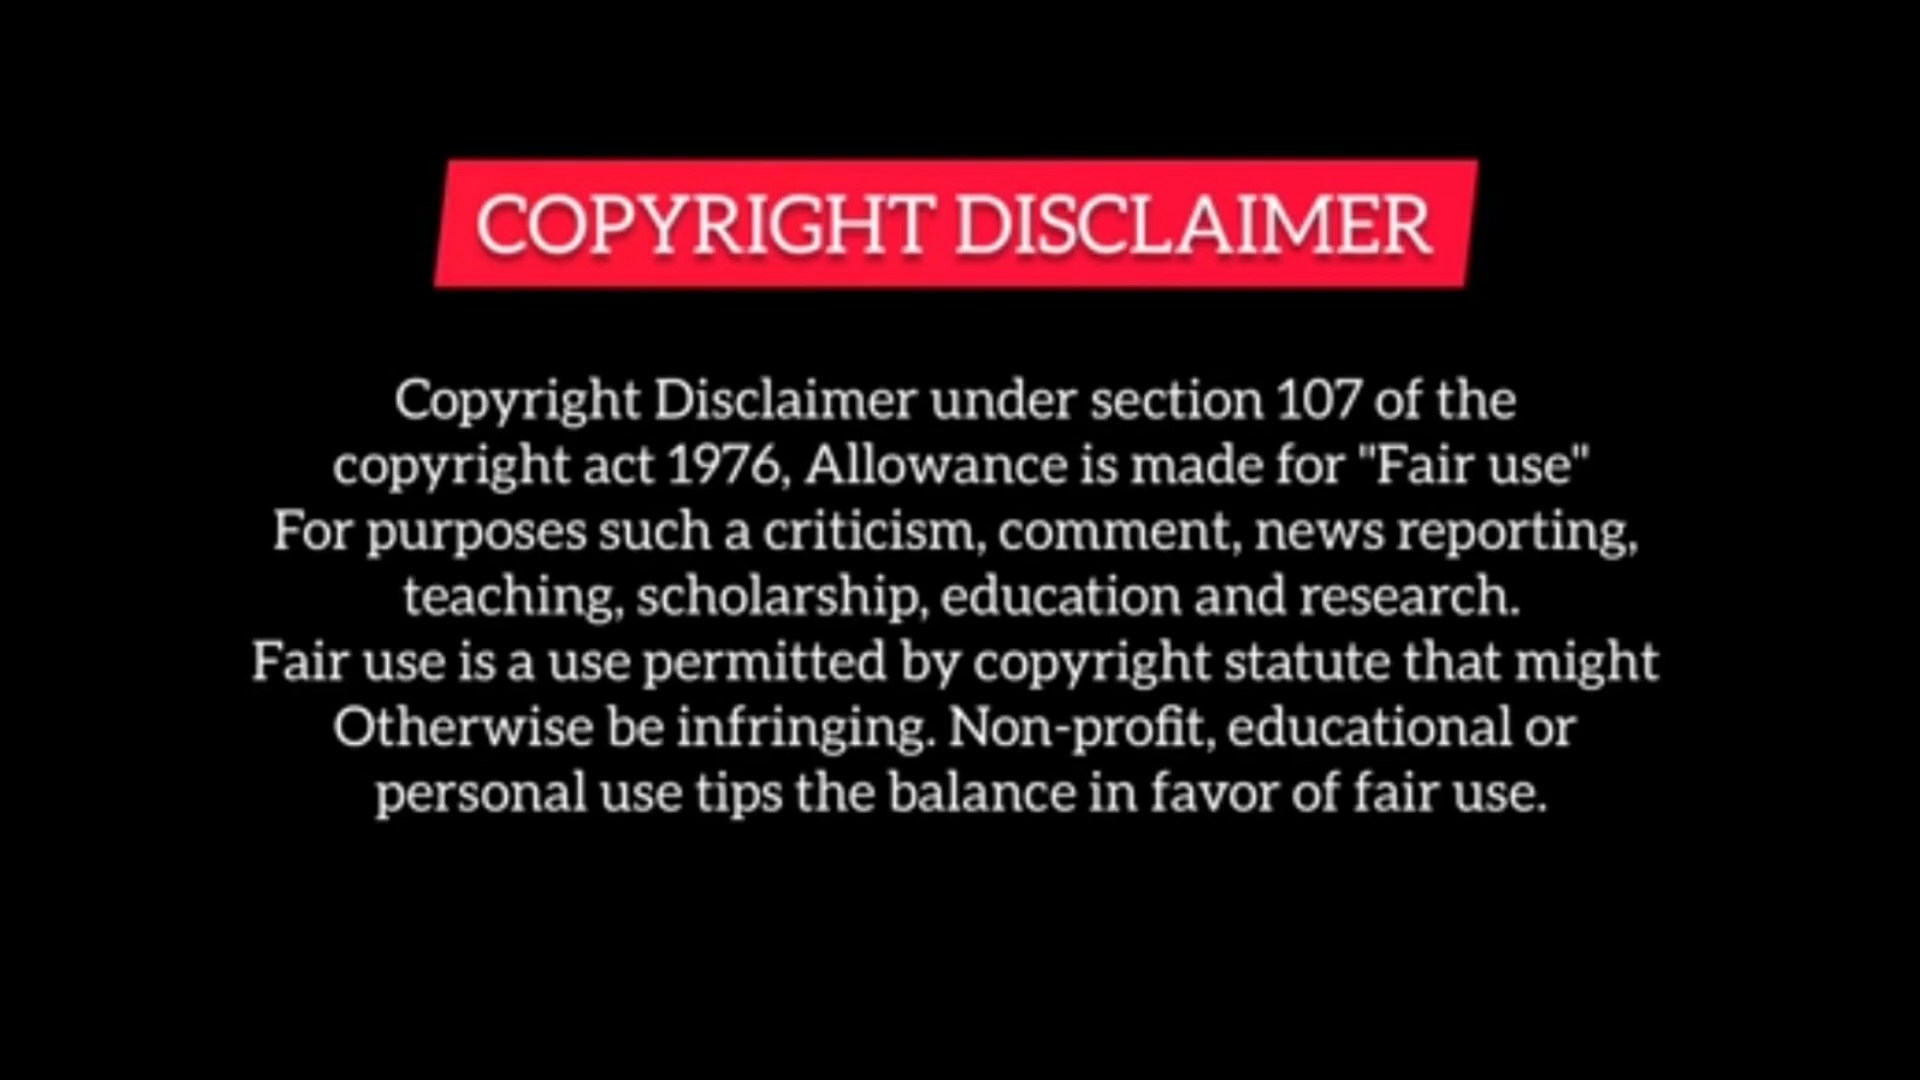 COPYRIGHT DISCLAIMER
Copyright Disclaimer under section 107 of the
copyright act 1976, Allowance is made for "Fair use"
For purposes such a criticism, comment, news reporting,
teaching, scholarship, education and research.
Fair use is a use permitted by copyright statute that might
Otherwise be infringing. Non-profit, educational or
personal use tips the balance in favor of fair use.